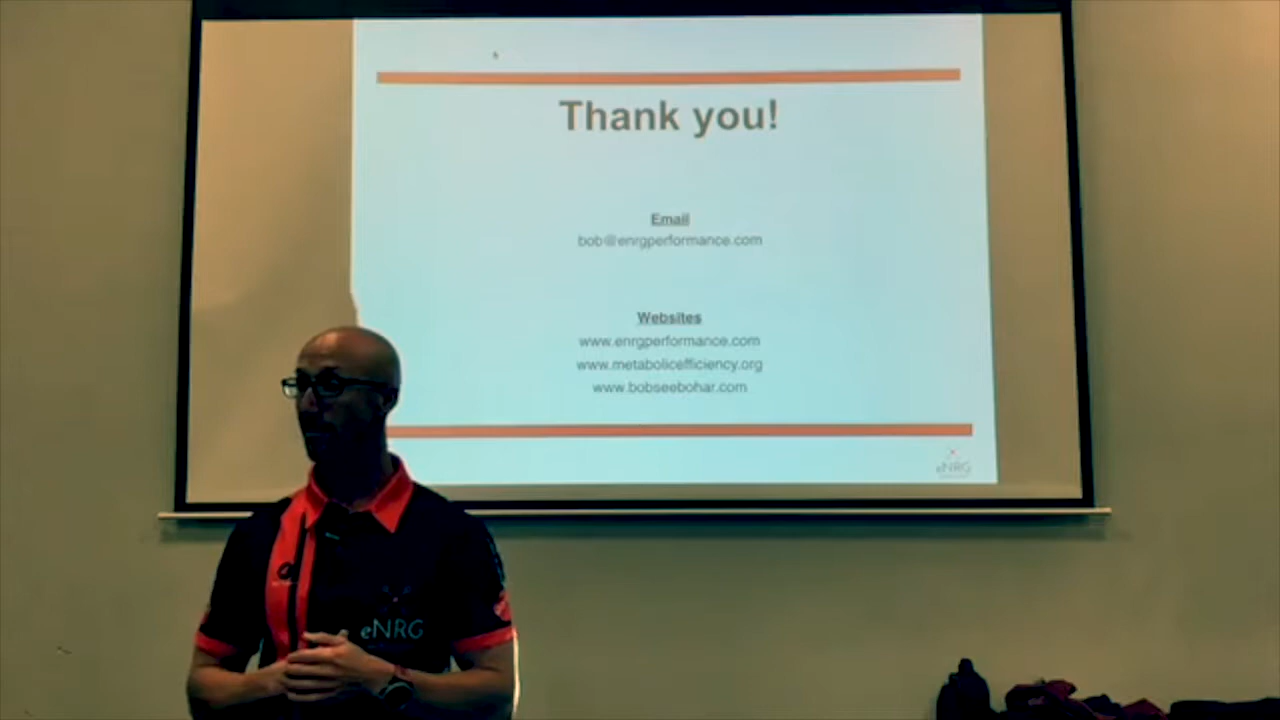 Thank you!
Email
bob@enrgperformance.com
Websites
www.enrgperformance.com
www.metabolicefficiency.org
www.bobseebohar.com
eNRG
eNRG